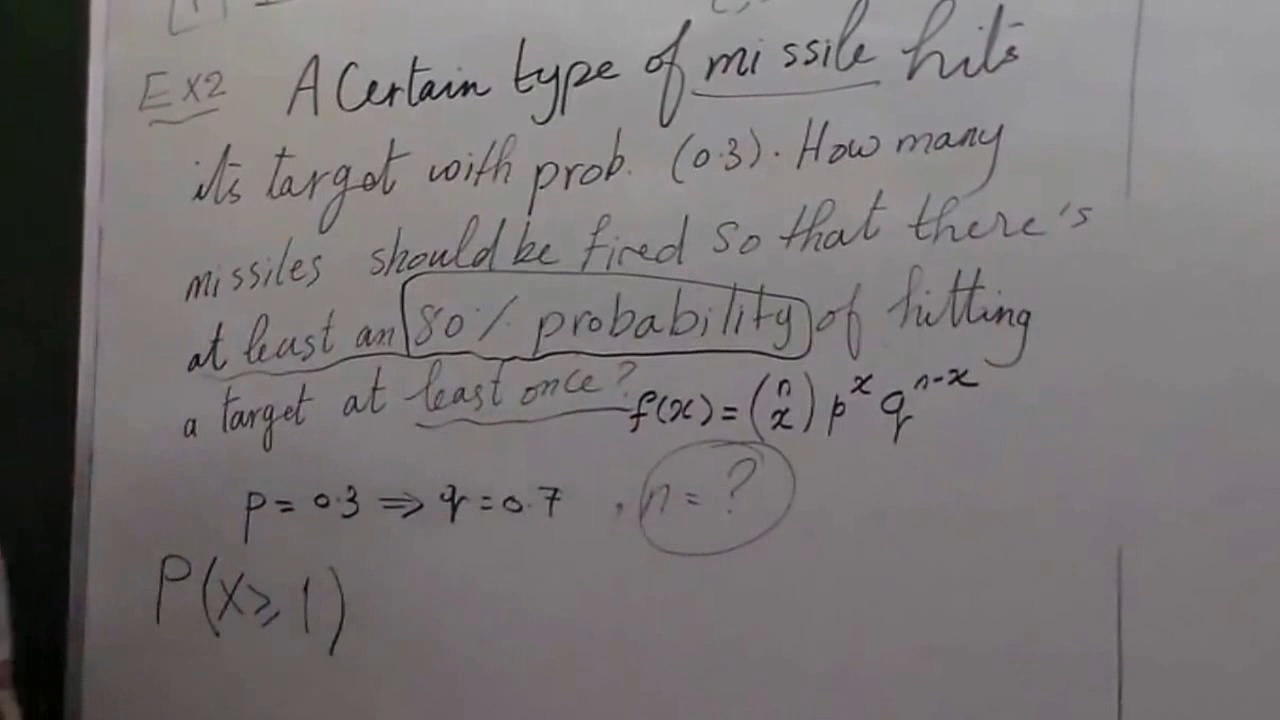 Ex2 A Certain type of missile hits
its target with prob. (0.3). How many
missiles should be fired so that there's
at least an 80% probability of hitting
a target at least once? f(x) = (n x) p^x q^n-x
p = 0.3 ⇒ q = 0.7 , n = ?
P(X ≥ 1)